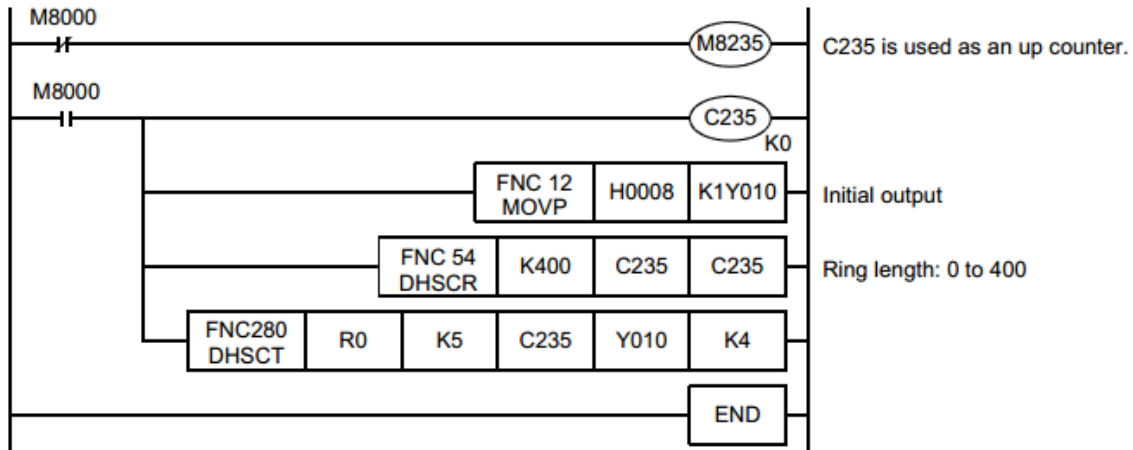 M8000
M8235
C235 is used as an up counter.
M8000
C235
K0
FNC 12
MOVP
H0008
K1Y010
Initial output
FNC 54
DHSCR
K400
C235
C235
Ring length: 0 to 400
FNC280
DHSCT
R0
K5
C235
Y010
K4
END